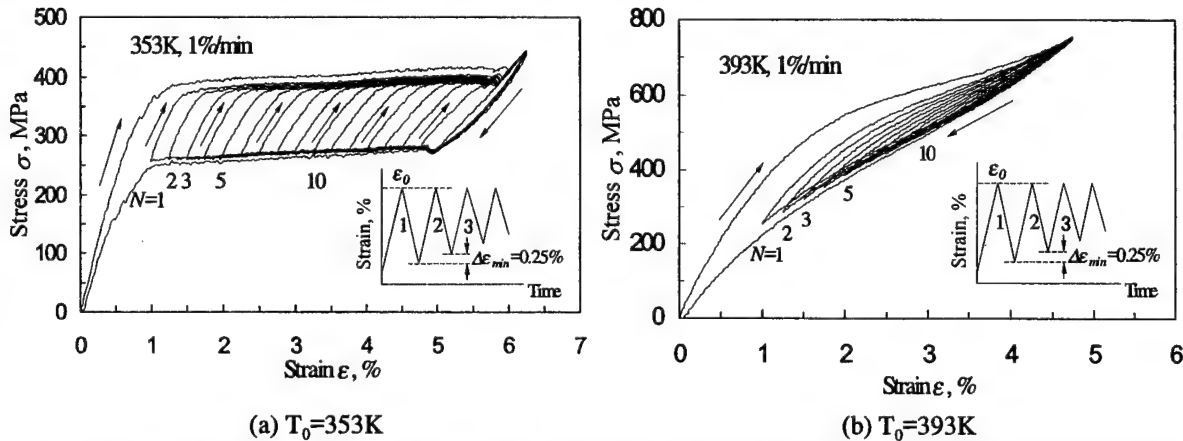 500
400
300
200
100
0
Stress σ, MPa
353K, 1%/min
N=1
2 3 5 10
ε0
1 2 3
Δεmin=0.25%
Strain, %
Time
0 1 2 3 4 5 6 7
Strain ε, %
(a) T0=353K
800
600
400
200
0
Stress σ, MPa
393K, 1%/min
N=1
2
3
5
10
ε0
1 2 3
Δεmin=0.25%
Strain, %
Time
0 1 2 3 4 5 6
Strain ε, %
(b) T0=393K